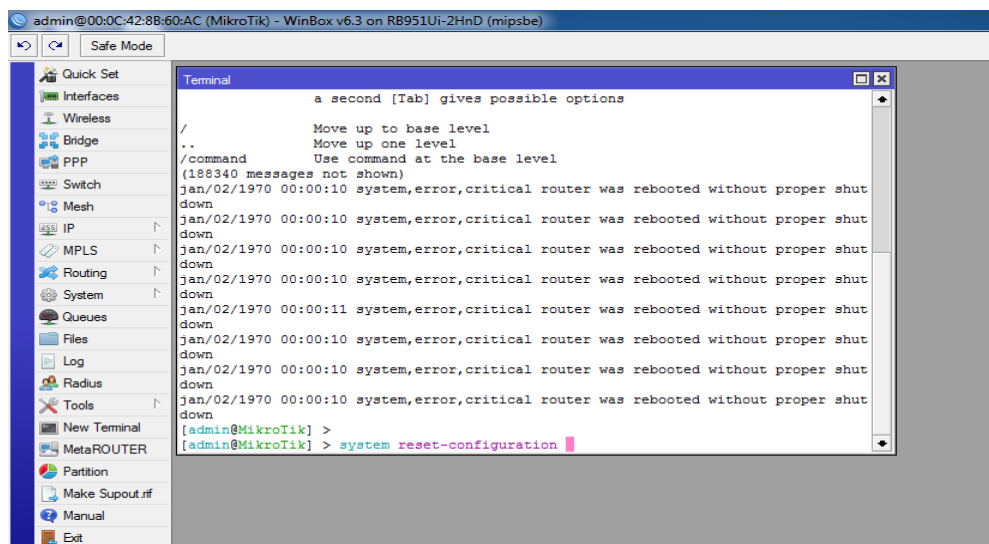 admin@00:0C:42:8B:60:AC (MikroTik) - WinBox v6.3 on RB951Ui-2HnD (mipsbe)
Safe Mode
Quick Set
Interfaces
Wireless
Bridge
PPP
Switch
Mesh
IP
MPLS
Routing
System
Queues
Files
Log
Radius
Tools
New Terminal
MetaROUTER
Partition
Make Supout.rif
Manual
Exit
Terminal
a second [Tab] gives possible options
/ Move up to base level
.. Move up one level
/command Use command at the base level
(188340 messages not shown)
jan/02/1970 00:00:10 system,error,critical router was rebooted without proper shut
down
jan/02/1970 00:00:10 system,error,critical router was rebooted without proper shut
down
jan/02/1970 00:00:10 system,error,critical router was rebooted without proper shut
down
jan/02/1970 00:00:10 system,error,critical router was rebooted without proper shut
down
jan/02/1970 00:00:11 system,error,critical router was rebooted without proper shut
down
jan/02/1970 00:00:10 system,error,critical router was rebooted without proper shut
down
jan/02/1970 00:00:10 system,error,critical router was rebooted without proper shut
down
jan/02/1970 00:00:10 system,error,critical router was rebooted without proper shut
down
[admin@MikroTik] >
[admin@MikroTik] > system reset-configuration